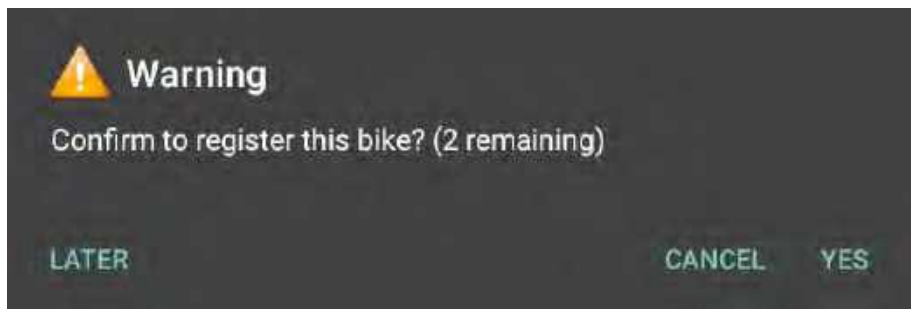 Warning
Confirm to register this bike? (2 remaining)
LATER CANCEL YES